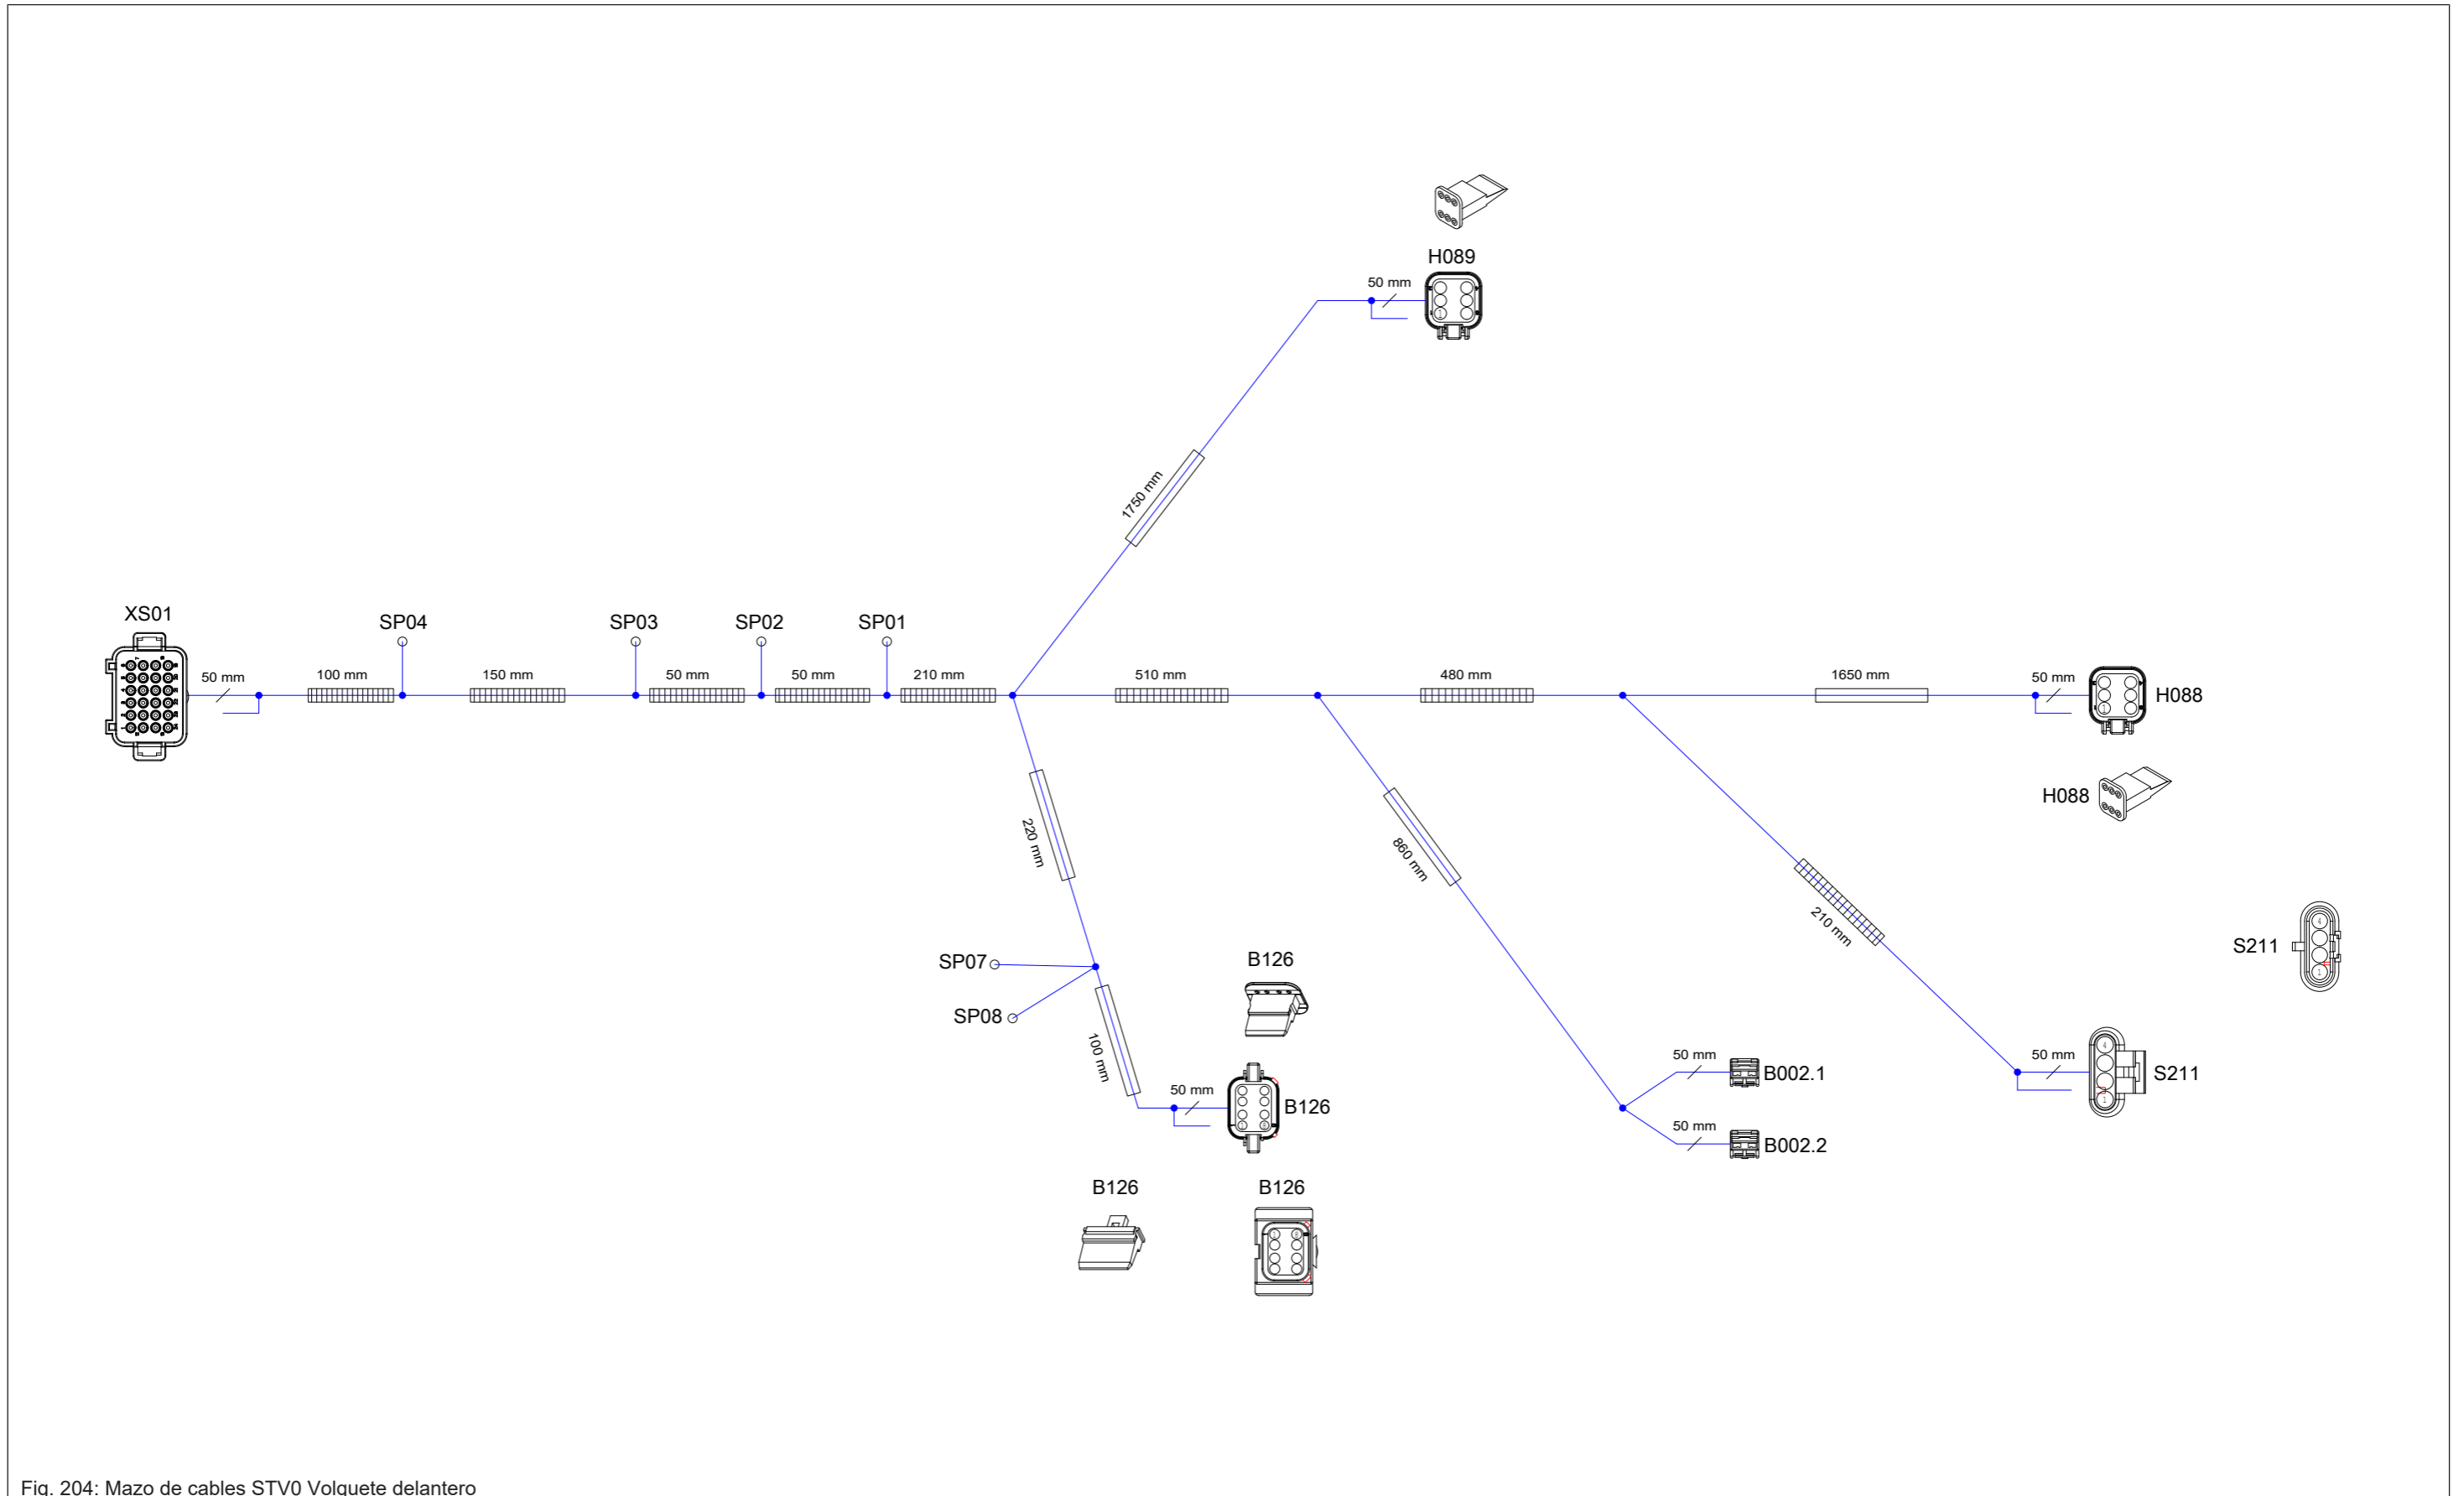 H089
50 mm
1750 mm
XS01
SP04
SP03
SP02
SP01
50 mm
100 mm
150 mm
50 mm
50 mm
210 mm
510 mm
480 mm
1650 mm
50 mm
H088
H088
220 mm
860 mm
210 mm
S211
SP07
SP08
B126
100 mm
50 mm
B126
50 mm
B002.1
50 mm
S211
50 mm
B002.2
B126
B126
Fig. 204: Mazo de cables STV0 Volquete delantero